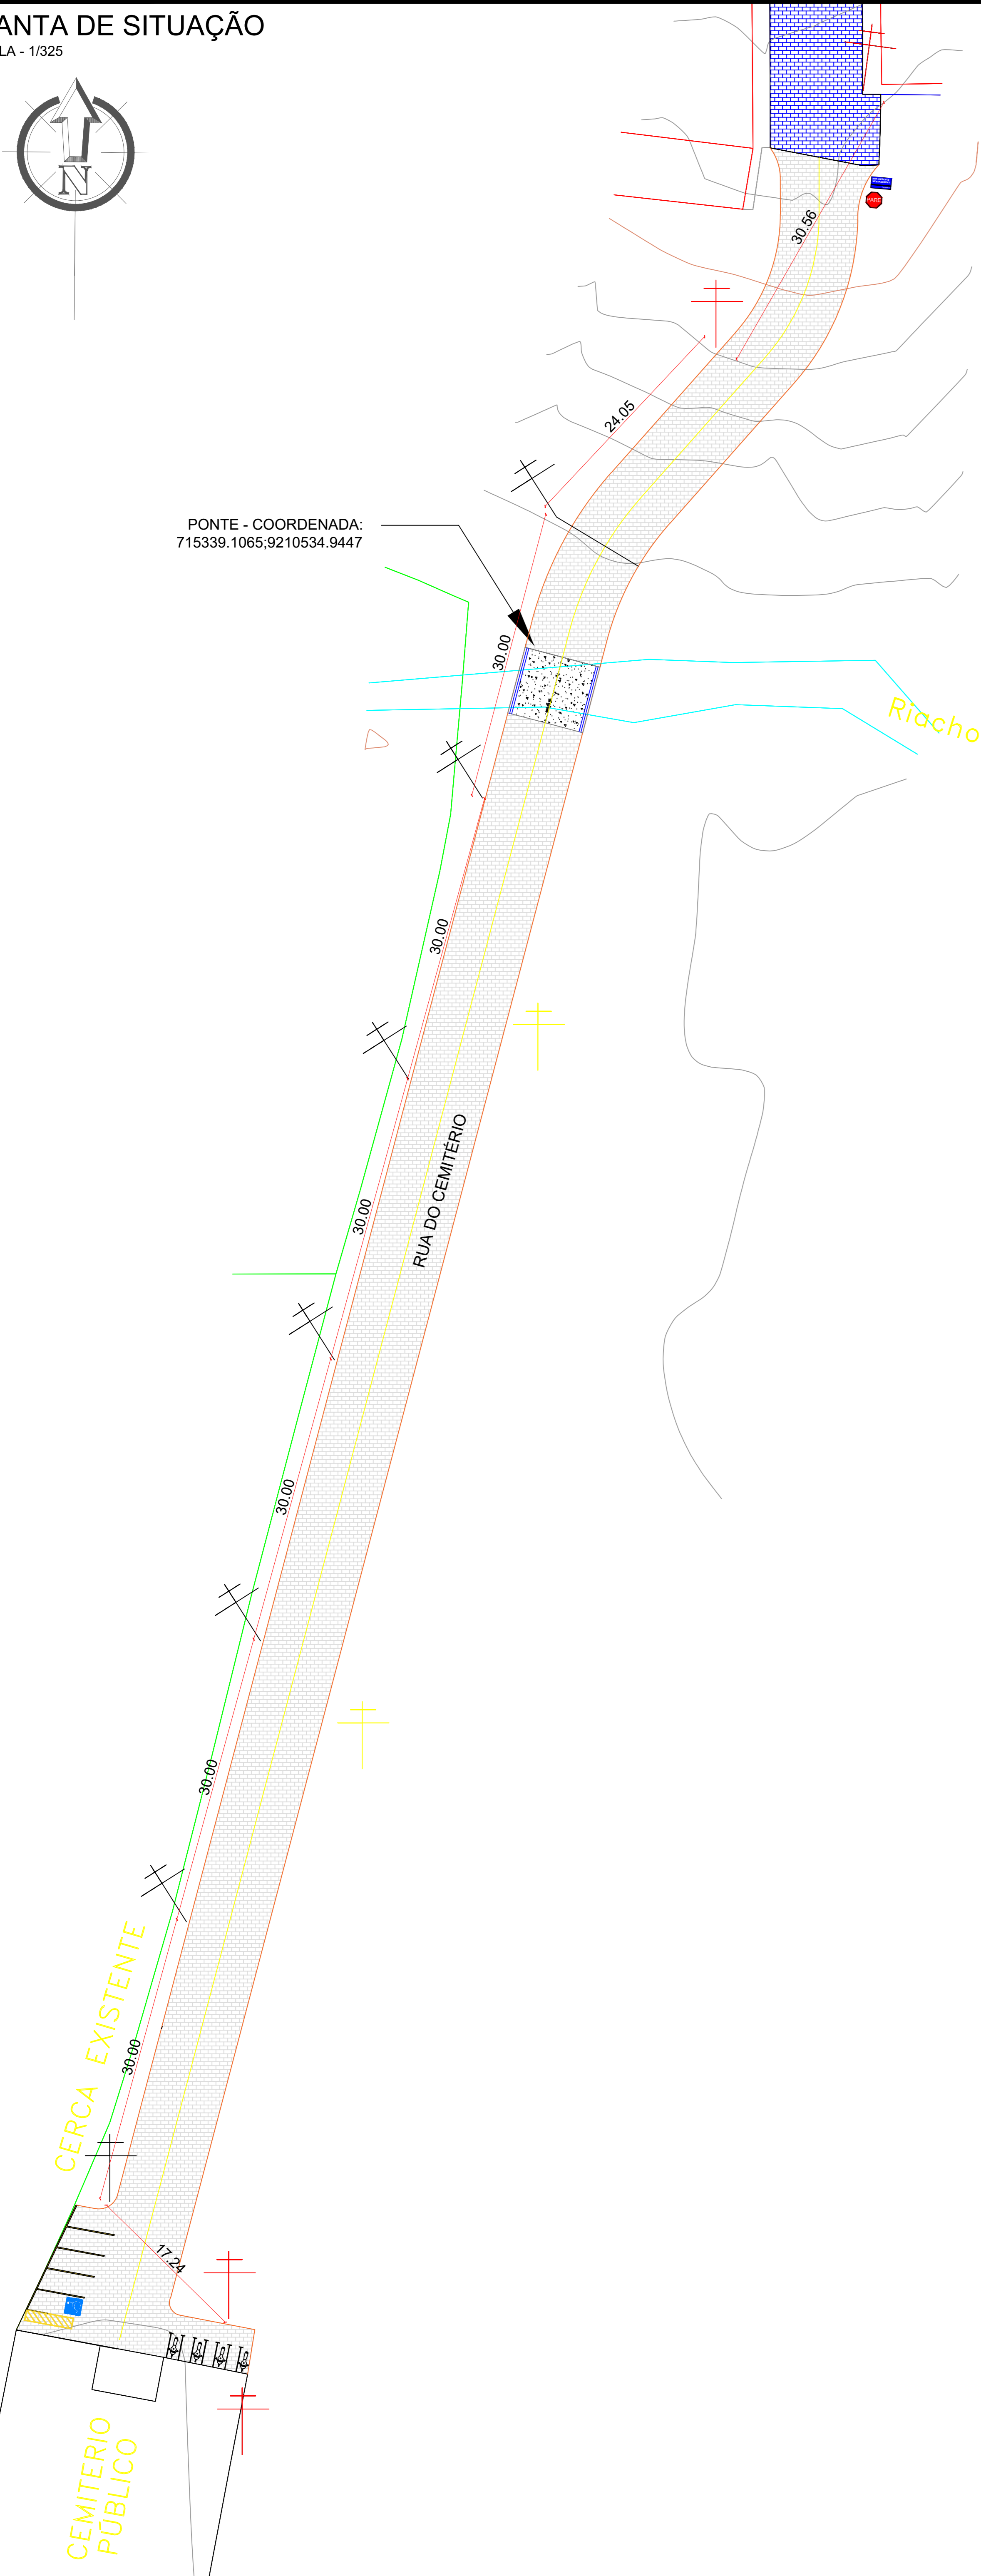 ANTA DE SITUAÇÃO
LA - 1/325
N
PARE
30.56
24.05
PONTE - COORDENADA:
715339.1065;9210534.9447
30.00
Riacho
30.00
RUA DO CEMITÉRIO
30.00
30.00
30.00
CERCA EXISTENTE
30.00
17.24
CEMITERIO
PÚBLICO